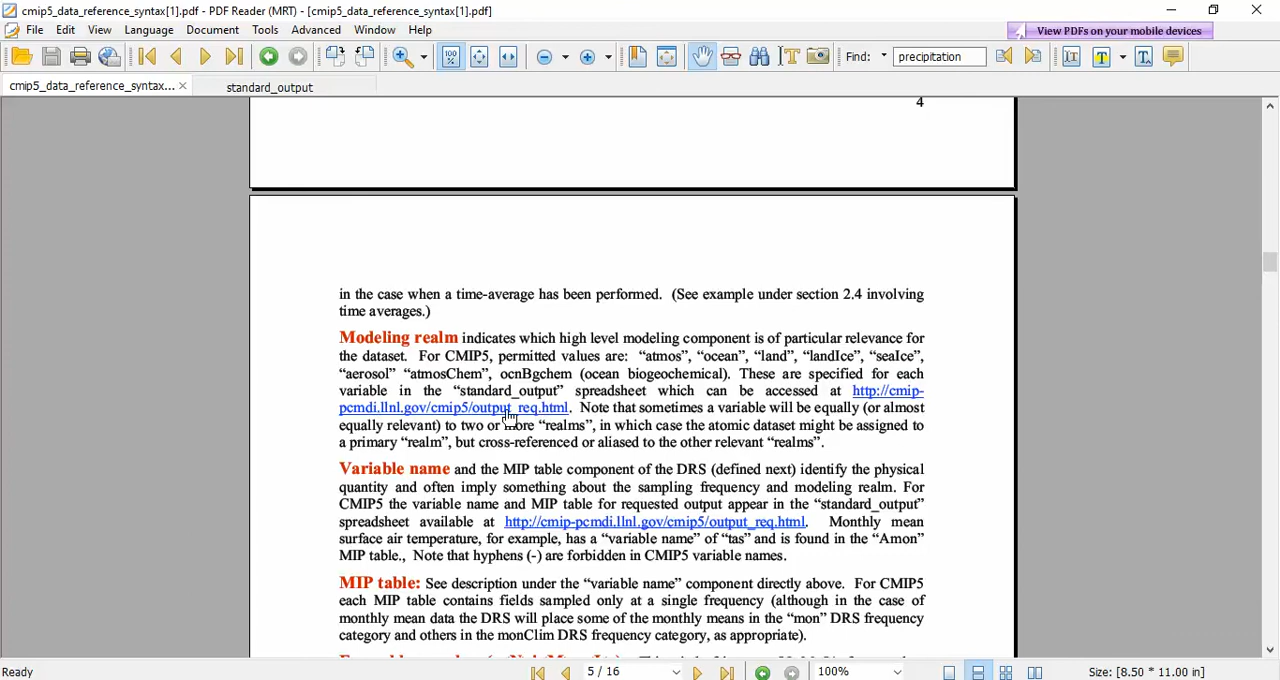 cmip5_data_reference_syntax[1].pdf - PDF Reader (MRT) - [cmip5_data_reference_syntax[1].pdf]
File Edit View Language Document Tools Advanced Window Help
View PDFs on your mobile devices
Find: precipitation
cmip5_data_reference_syntax... standard_output
4
in the case when a time-average has been performed. (See example under section 2.4 involving
time averages.)
Modeling realm indicates which high level modeling component is of particular relevance for
the dataset. For CMIP5, permitted values are: “atmos”, “ocean”, “land”, “landIce”, “seaIce”,
“aerosol” “atmosChem”, ocnBgchem (ocean biogeochemical). These are specified for each
variable in the “standard_output” spreadsheet which can be accessed at http://cmip-
pcmdi.llnl.gov/cmip5/output_req.html. Note that sometimes a variable will be equally (or almost
equally relevant) to two or more “realms”, in which case the atomic dataset might be assigned to
a primary “realm”, but cross-referenced or aliased to the other relevant “realms”.
Variable name and the MIP table component of the DRS (defined next) identify the physical
quantity and often imply something about the sampling frequency and modeling realm. For
CMIP5 the variable name and MIP table for requested output appear in the “standard_output”
spreadsheet available at http://cmip-pcmdi.llnl.gov/cmip5/output_req.html. Monthly mean
surface air temperature, for example, has a “variable name” of “tas” and is found in the “Amon”
MIP table., Note that hyphens (-) are forbidden in CMIP5 variable names.
MIP table: See description under the “variable name” component directly above. For CMIP5
each MIP table contains fields sampled only at a single frequency (although in the case of
monthly mean data the DRS will place some of the monthly means in the “mon” DRS frequency
category and others in the monClim DRS frequency category, as appropriate).
Ready 5 / 16 100% Size: [8.50 * 11.00 in]